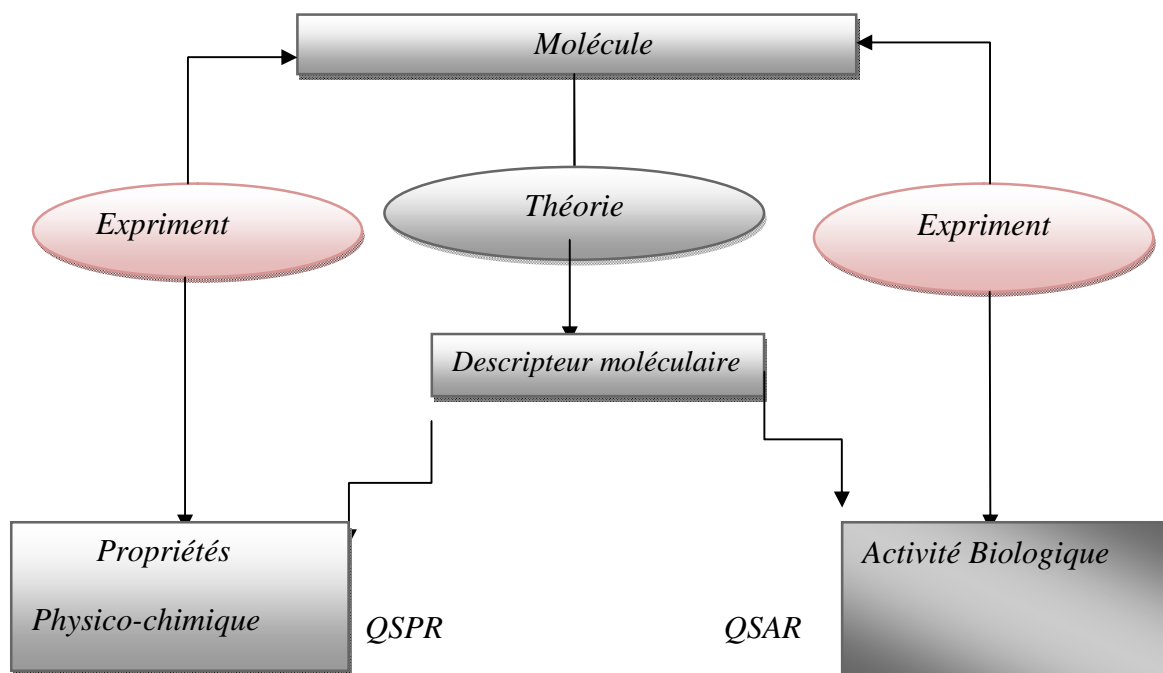 Molécule
Expriment
Théorie
Expriment
Descripteur moléculaire
Propriétés
Physico-chimique
QSPR
QSAR
Activité Biologique